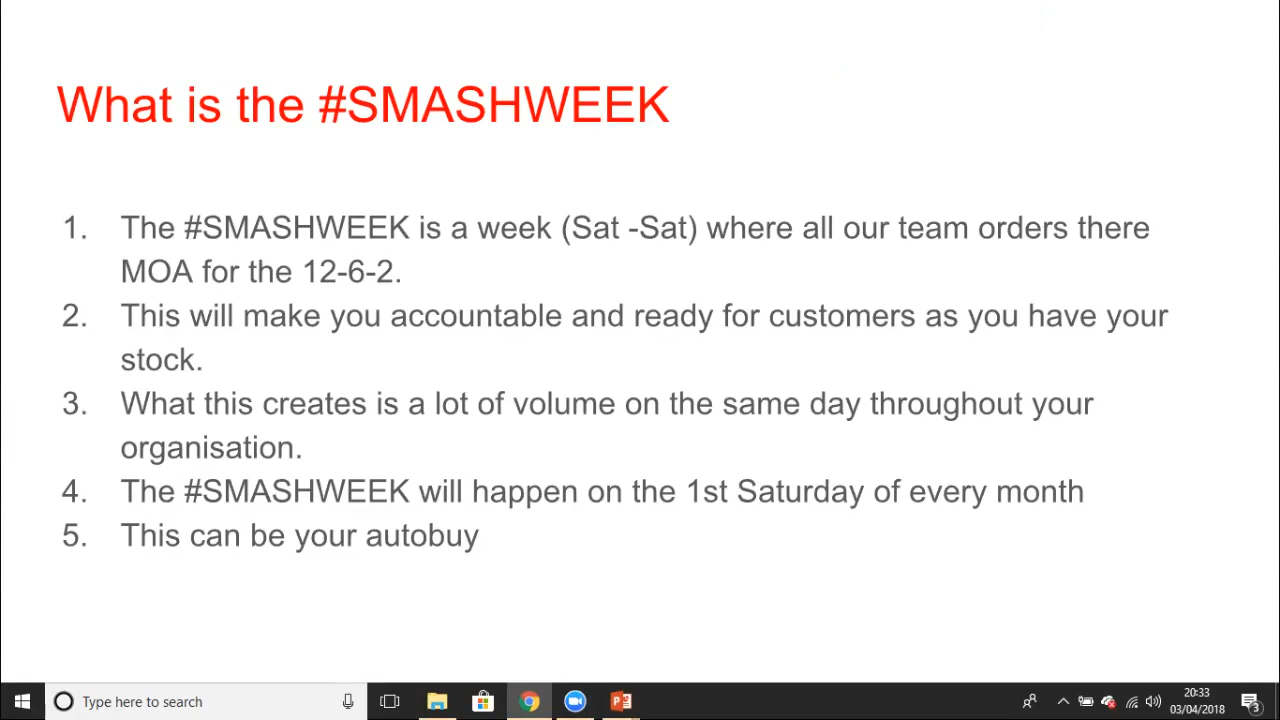 What is the #SMASHWEEK
1. The #SMASHWEEK is a week (Sat -Sat) where all our team orders there
MOA for the 12-6-2.
2. This will make you accountable and ready for customers as you have your
stock.
3. What this creates is a lot of volume on the same day throughout your
organisation.
4. The #SMASHWEEK will happen on the 1st Saturday of every month
5. This can be your autobuy
Type here to search
20:33
03/04/2018
3